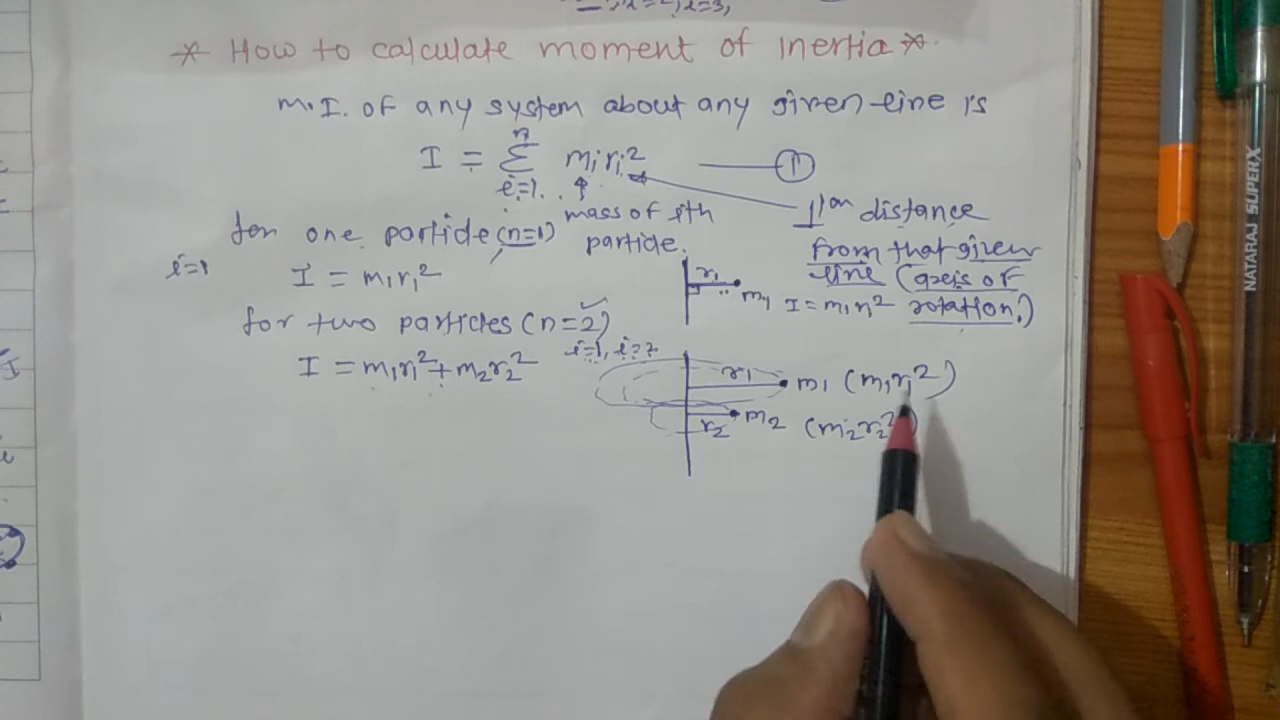 * How to calculate moment of Inertia *
M.I. of any system about any given line is
I = Σ mᵢrᵢ² —— ①
n
i=1
mass of ith particle.
⊥lar distance
from that given
line (axis of
rotation.)
for one particle (n=1)
i=1
I = m₁r₁²
r₁
m₁ I = m₁r₁²
for two particles (n=2)
I = m₁r₁² + m₂r₂²
i=1, i=2
r₁ m₁ (m₁r₁²)
r₂ m₂ (m₂r₂²)
NATARAJ SUPERX